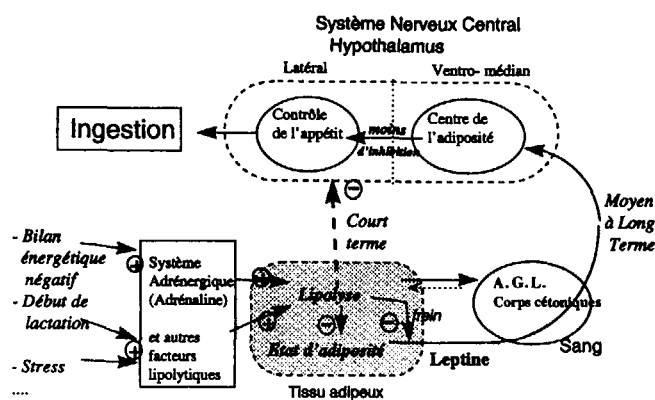 Système Nerveux Central
Hypothalamus
Latéral
Ventro- médian
Ingestion
Contrôle
de l'appétit
moins
d'inhibition
Centre de
l'adiposité
Moyen
à Long
Terme
Court
terme
- Bilan
énergétique
négatif
- Début de
lactation
- Stress
....
Système
Adrénergique
(Adrénaline)
et autres
facteurs
lipolytiques
Lipolyse
frein
Etat d'adiposité
Leptine
A. G. L.
Corps cétoniques
Sang
Tissu adipeux